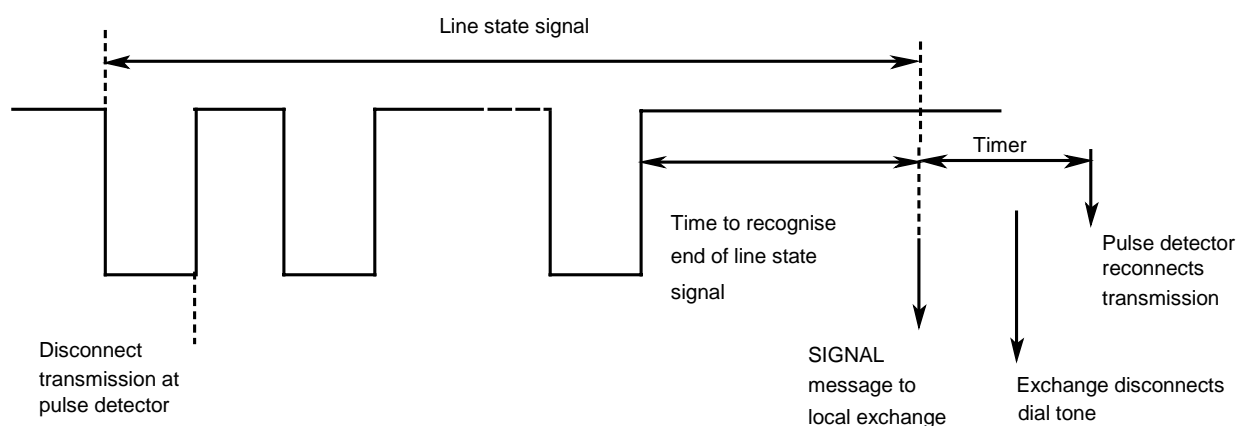 Line state signal
Timer
Time to recognise
end of line state
signal
Pulse detector
reconnects
transmission
Disconnect
transmission at
pulse detector
SIGNAL
message to
local exchange
Exchange disconnects
dial tone